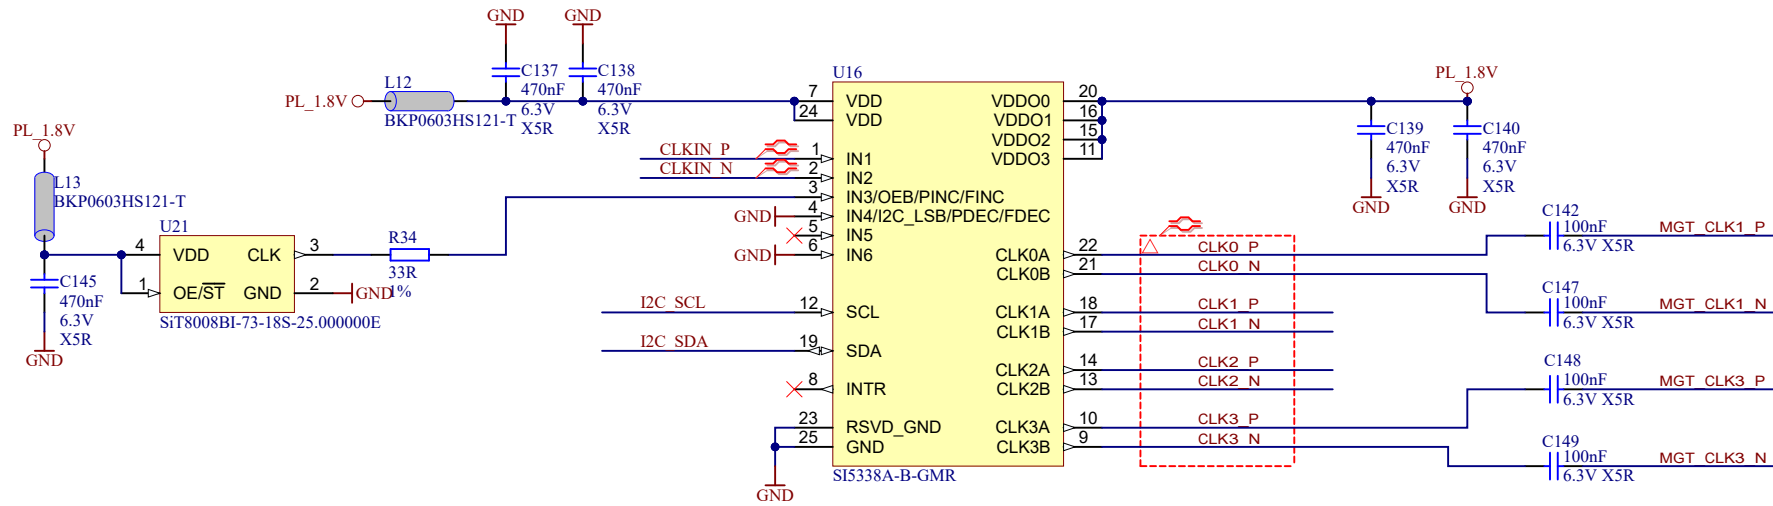 GND
GND
L12
C137
470nF
6.3V
X5R
C138
470nF
6.3V
X5R
PL_1.8V
BKP0603HS121-T
U16
7
VDD
24
VDD
VDDO0
20
VDDO1
16
VDDO2
15
VDDO3
11
PL_1.8V
C139
470nF
6.3V
X5R
GND
C140
470nF
6.3V
X5R
GND
PL_1.8V
L13
BKP0603HS121-T
CLKIN_P
1
IN1
CLKIN_N
2
IN2
3
IN3/OEB/PINC/FINC
GND
4
IN4/I2C_LSB/PDEC/FDEC
5
IN5
GND
6
IN6
U21
4
VDD
CLK
3
1
OE/ST
GND
2
GND
SiT8008BI-73-18S-25.000000E
R34
33R
1%
C145
470nF
6.3V
X5R
GND
I2C_SCL
12
SCL
I2C_SDA
19
SDA
8
INTR
23
RSVD_GND
25
GND
GND
SI5338A-B-GMR
CLK0A
22
CLK0_P
CLK0B
21
CLK0_N
CLK1A
18
CLK1_P
CLK1B
17
CLK1_N
CLK2A
14
CLK2_P
CLK2B
13
CLK2_N
CLK3A
10
CLK3_P
CLK3B
9
CLK3_N
C142
100nF
6.3V X5R
MGT_CLK1_P
C147
100nF
6.3V X5R
MGT_CLK1_N
C148
100nF
6.3V X5R
MGT_CLK3_P
C149
100nF
6.3V X5R
MGT_CLK3_N